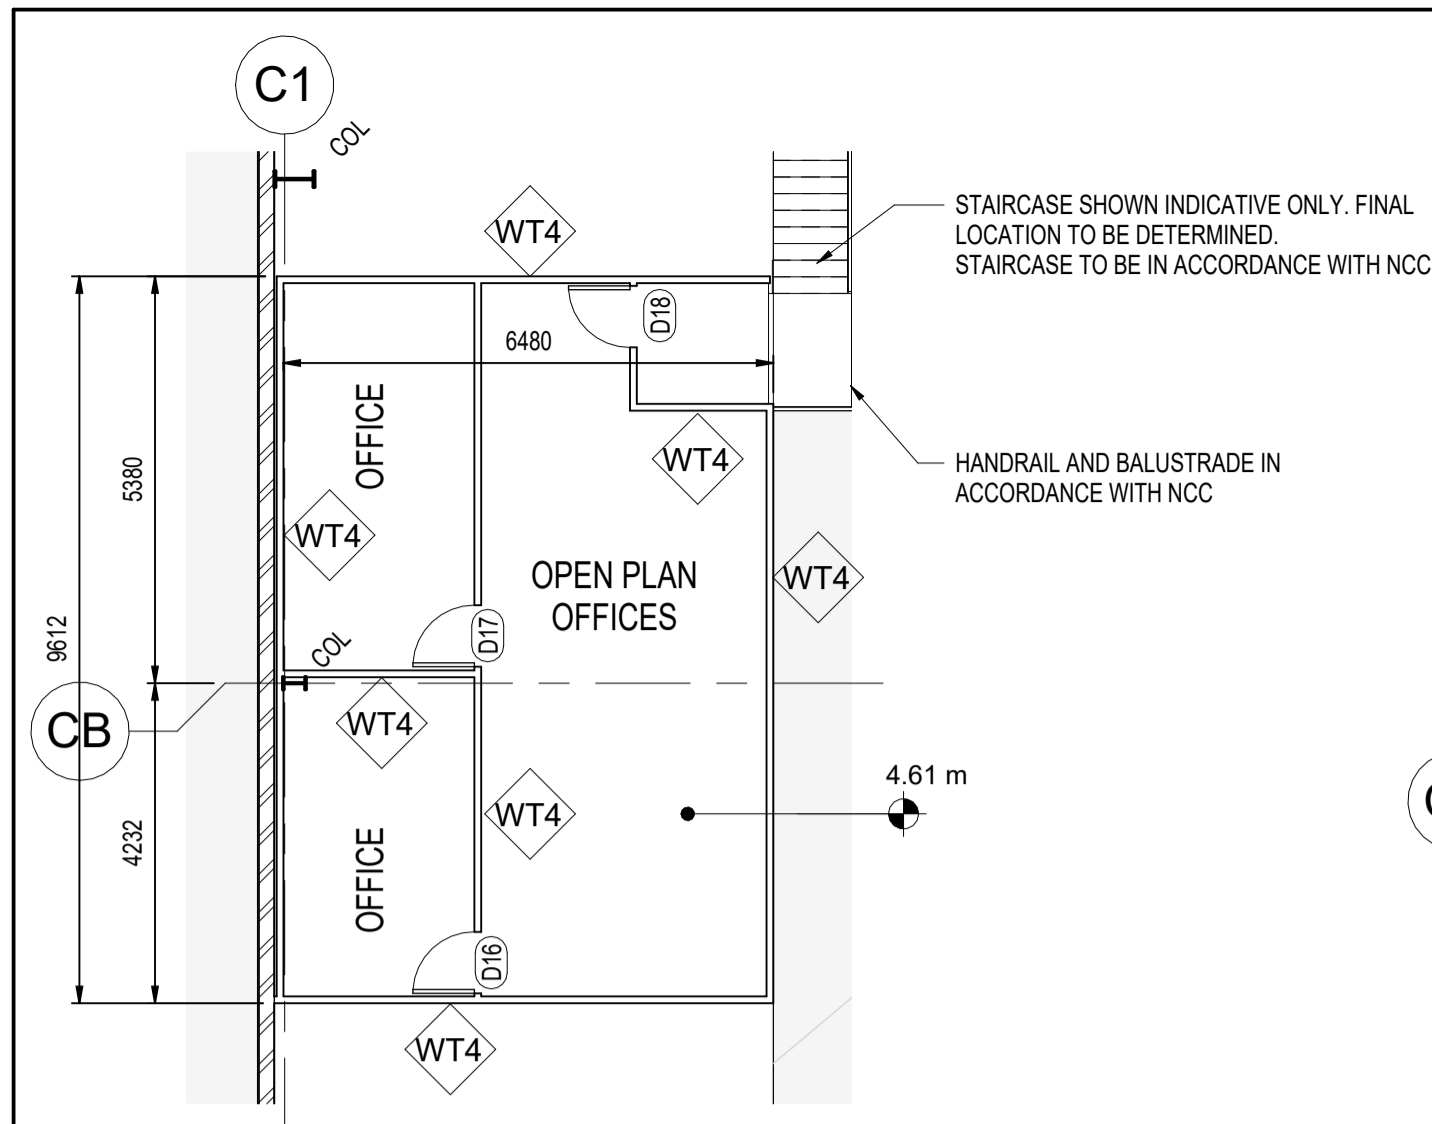 C1
COL
WT4
STAIRCASE SHOWN INDICATIVE ONLY. FINAL
LOCATION TO BE DETERMINED.
STAIRCASE TO BE IN ACCORDANCE WITH NCC
D18
6480
OFFICE
WT4
HANDRAIL AND BALUSTRADE IN
ACCORDANCE WITH NCC
5380
WT4
OPEN PLAN
OFFICES
WT4
9612
D17
COL
CB
WT4
4.61 m
WT4
4232
OFFICE
D16
WT4